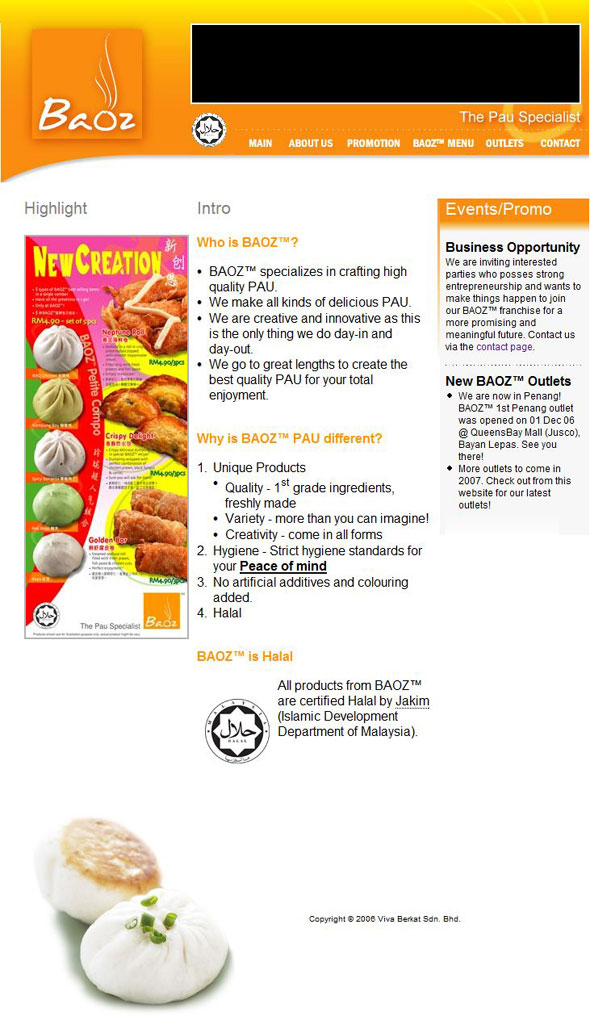 BaOz
The Pau Specialist
MAIN ABOUT US PROMOTION BAOZ™ MENU OUTLETS CONTACT
Highlight
NEW CREATION
新
创
RM4.90 - set of 5pcs
BAOZ™ Petite Combo
Neptune Roll
RM4.90/3pcs
Crispy Delight
RM4.90/3pcs
Golden Bar
RM4.90/3pcs
The Pau Specialist
BaOz
Intro
Who is BAOZ™?
• BAOZ™ specializes in crafting high
quality PAU.
• We make all kinds of delicious PAU.
• We are creative and innovative as this
is the only thing we do day-in and
day-out.
• We go to great lengths to create the
best quality PAU for your total
enjoyment.
Why is BAOZ™ PAU different?
1. Unique Products
• Quality - 1st grade ingredients,
freshly made
• Variety - more than you can imagine!
• Creativity - come in all forms
2. Hygiene - Strict hygiene standards for
your Peace of mind
3. No artificial additives and colouring
added.
4. Halal
BAOZ™ is Halal
حلال
HALAL
All products from BAOZ™
are certified Halal by Jakim
(Islamic Development
Department of Malaysia).
Events/Promo
Business Opportunity
We are inviting interested
parties who posses strong
entrepreneurship and wants to
make things happen to join
our BAOZ™ franchise for a
more promising and
meaningful future. Contact us
via the contact page.
New BAOZ™ Outlets
• We are now in Penang!
BAOZ™ 1st Penang outlet
was opened on 01 Dec 06
@ QueensBay Mall (Jusco),
Bayan Lepas. See you
there!
• More outlets to come in
2007. Check out from this
website for our latest
outlets!
Copyright © 2006 Viva Berkat Sdn. Bhd.